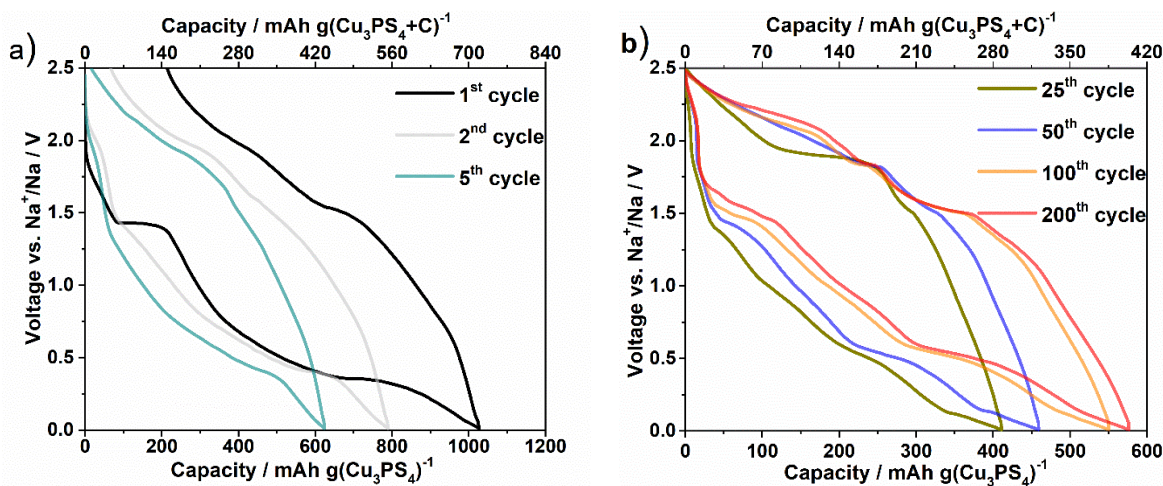 a)
Capacity / mAh g(Cu₃PS₄+C)⁻¹
0 140 280 420 560 700 840
2.5
2.0
1.5
1.0
0.5
0.0
Voltage vs. Na⁺/Na / V
1ˢᵗ cycle
2ⁿᵈ cycle
5ᵗʰ cycle
0 200 400 600 800 1000 1200
Capacity / mAh g(Cu₃PS₄)⁻¹
b)
Capacity / mAh g(Cu₃PS₄+C)⁻¹
0 70 140 210 280 350 420
2.5
2.0
1.5
1.0
0.5
0.0
Voltage vs. Na⁺/Na / V
25ᵗʰ cycle
50ᵗʰ cycle
100ᵗʰ cycle
200ᵗʰ cycle
0 100 200 300 400 500 600
Capacity / mAh g(Cu₃PS₄)⁻¹